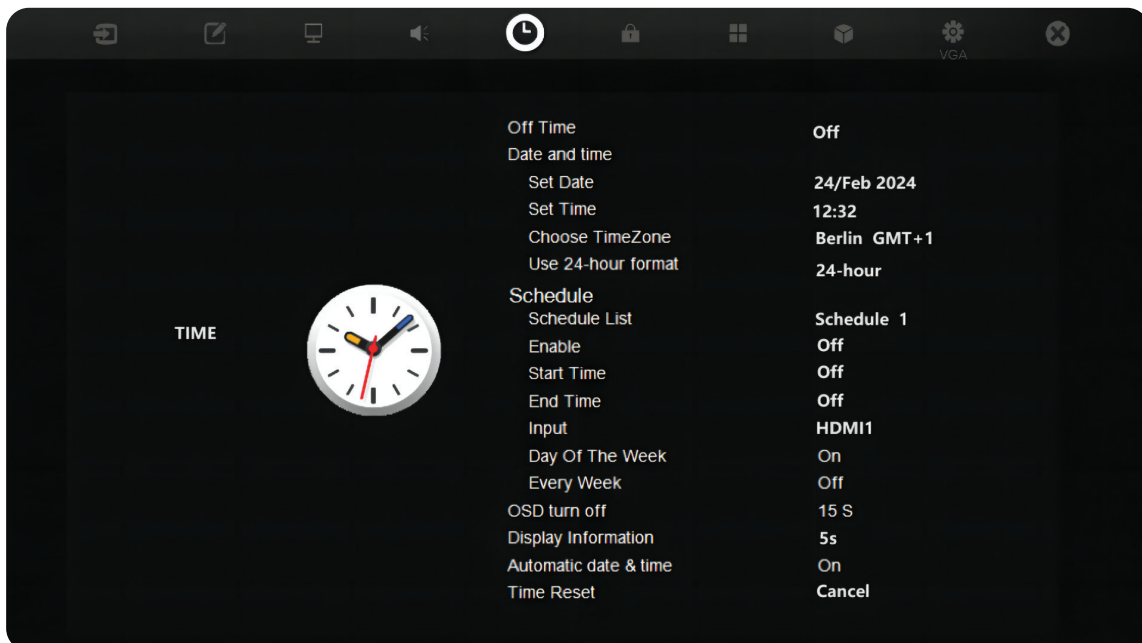 VGA
Off Time Off
Date and time
Set Date 24/Feb 2024
Set Time 12:32
Choose TimeZone Berlin GMT+1
Use 24-hour format 24-hour
Schedule
Schedule List Schedule 1
TIME
Enable Off
Start Time Off
End Time Off
Input HDMI1
Day Of The Week On
Every Week Off
OSD turn off 15 S
Display Information 5s
Automatic date & time On
Time Reset Cancel